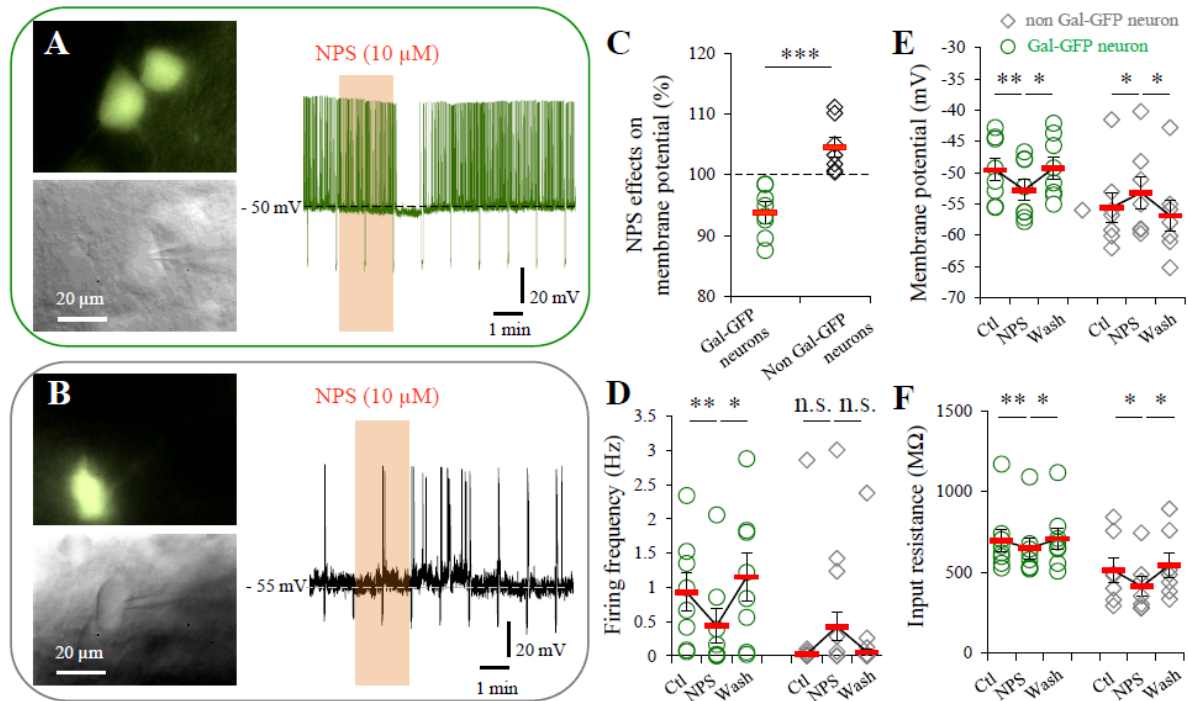 A
NPS (10 μM)
- 50 mV
20 μm
20 mV
1 min
B
NPS (10 μM)
- 55 mV
20 μm
20 mV
1 min
C
***
NPS effects on
membrane potential (%)
120
110
100
90
80
Gal-GFP
neurons
Non Gal-GFP
neurons
D
** * n.s. n.s.
Firing frequency (Hz)
3.5
3
2.5
2
1.5
1
0.5
0
Ctl NPS Wash Ctl NPS Wash
non Gal-GFP neuron
Gal-GFP neuron
E
** * * *
Membrane potential (mV)
-30
-35
-40
-45
-50
-55
-60
-65
-70
Ctl NPS Wash Ctl NPS Wash
F
** * * *
Input resistance (MΩ)
1500
1000
500
0
Ctl NPS Wash Ctl NPS Wash